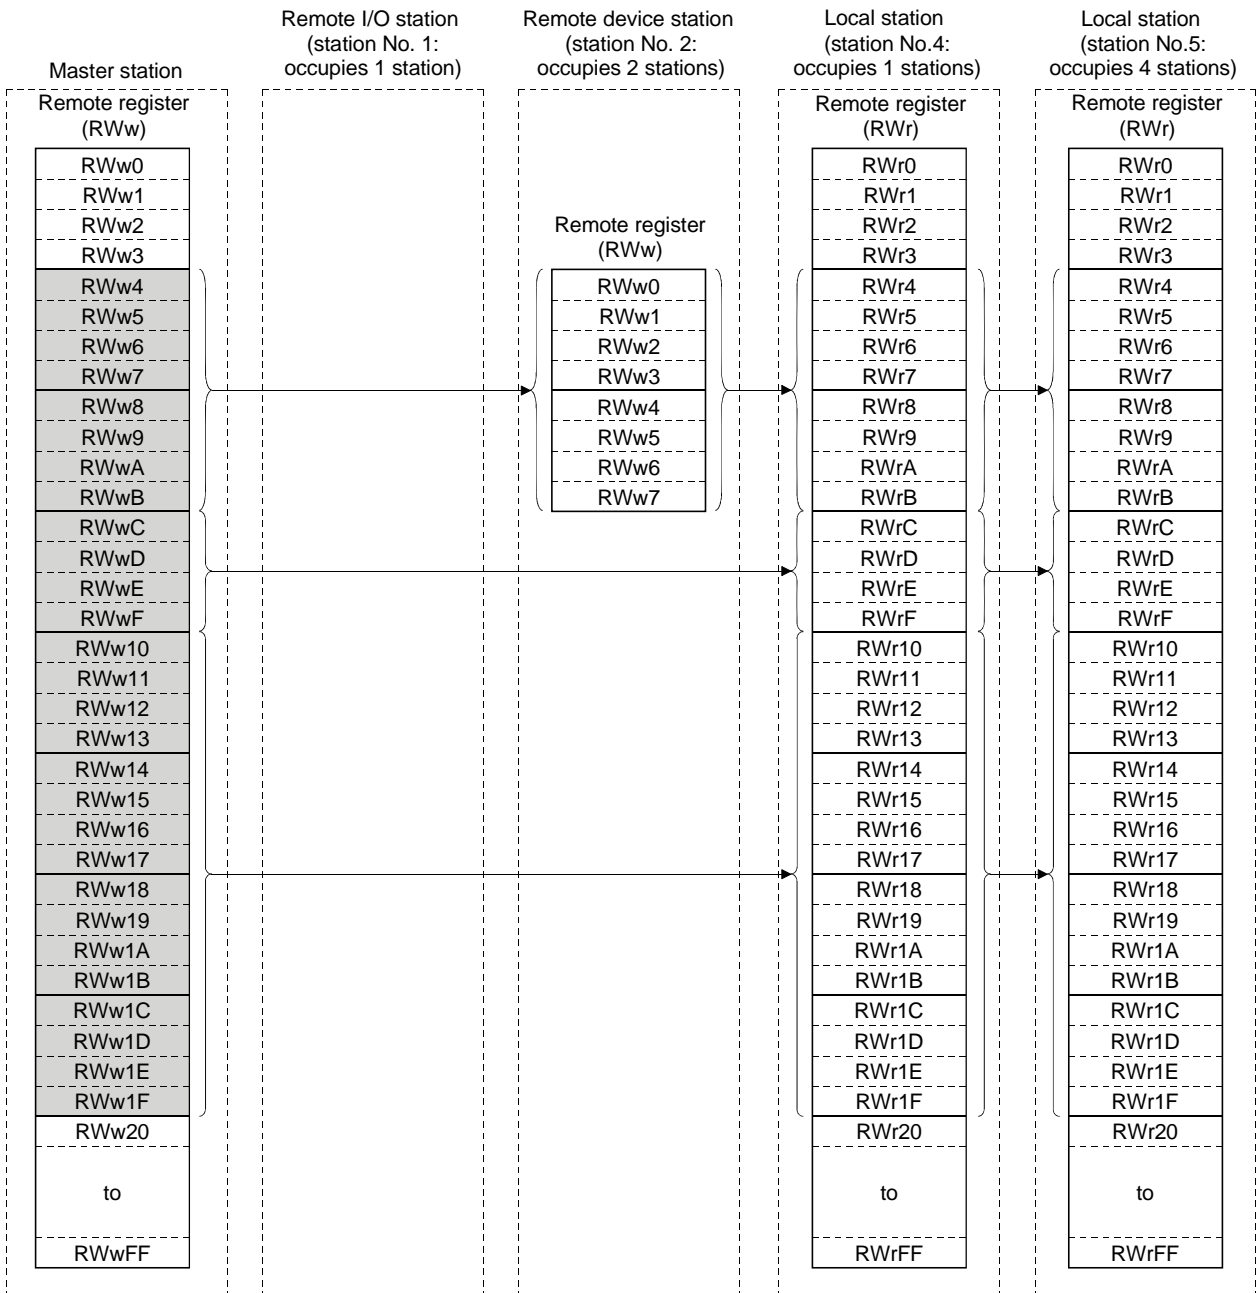 Master station
Remote I/O station
(station No. 1:
occupies 1 station)
Remote device station
(station No. 2:
occupies 2 stations)
Local station
(station No.4:
occupies 1 stations)
Local station
(station No.5:
occupies 4 stations)
Remote register
(RWw)
RWw0
RWw1
RWw2
RWw3
RWw4
RWw5
RWw6
RWw7
RWw8
RWw9
RWwA
RWwB
RWwC
RWwD
RWwE
RWwF
RWw10
RWw11
RWw12
RWw13
RWw14
RWw15
RWw16
RWw17
RWw18
RWw19
RWw1A
RWw1B
RWw1C
RWw1D
RWw1E
RWw1F
RWw20
to
RWwFF
Remote register
(RWw)
RWw0
RWw1
RWw2
RWw3
RWw4
RWw5
RWw6
RWw7
Remote register
(RWr)
RWr0
RWr1
RWr2
RWr3
RWr4
RWr5
RWr6
RWr7
RWr8
RWr9
RWrA
RWrB
RWrC
RWrD
RWrE
RWrF
RWr10
RWr11
RWr12
RWr13
RWr14
RWr15
RWr16
RWr17
RWr18
RWr19
RWr1A
RWr1B
RWr1C
RWr1D
RWr1E
RWr1F
RWr20
to
RWrFF
Remote register
(RWr)
RWr0
RWr1
RWr2
RWr3
RWr4
RWr5
RWr6
RWr7
RWr8
RWr9
RWrA
RWrB
RWrC
RWrD
RWrE
RWrF
RWr10
RWr11
RWr12
RWr13
RWr14
RWr15
RWr16
RWr17
RWr18
RWr19
RWr1A
RWr1B
RWr1C
RWr1D
RWr1E
RWr1F
RWr20
to
RWrFF